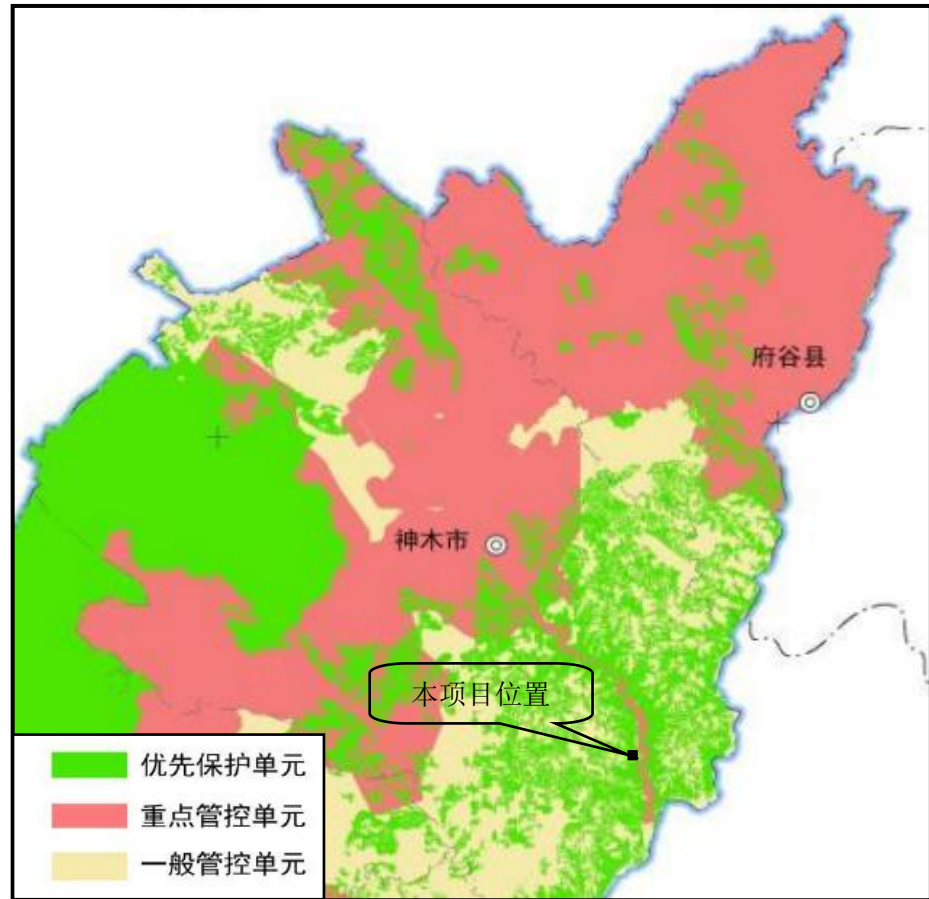 府谷县
神木市
本项目位置
优先保护单元
重点管控单元
一般管控单元